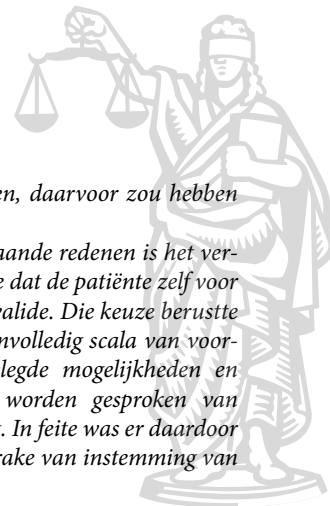 en, daarvoor zou hebben
aande redenen is het ver-
e dat de patiënte zelf voor
valide. Die keuze berustte
nvolledig scala van voor-
legde mogelijkheden en
worden gesproken van
. In feite was er daardoor
rake van instemming van